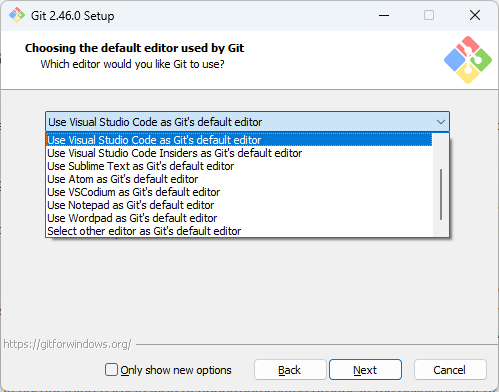 Git 2.46.0 Setup
Choosing the default editor used by Git
Which editor would you like Git to use?
Use Visual Studio Code as Git's default editor
Use Visual Studio Code as Git's default editor
Use Visual Studio Code Insiders as Git's default editor
Use Sublime Text as Git's default editor
Use Atom as Git's default editor
Use VSCodium as Git's default editor
Use Notepad as Git's default editor
Use Wordpad as Git's default editor
Select other editor as Git's default editor
https://gitforwindows.org/
Only show new options
Back
Next
Cancel